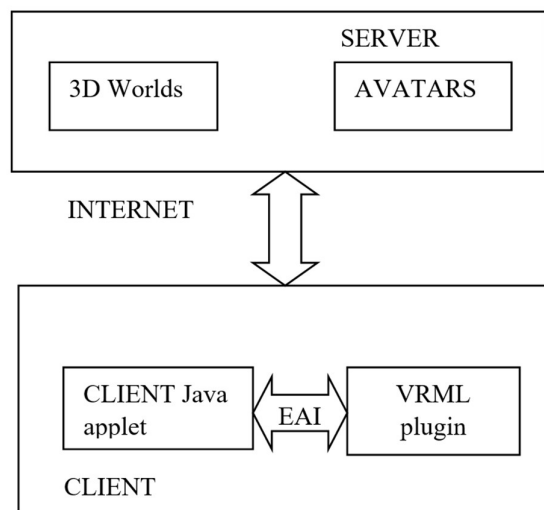 SERVER
3D Worlds
AVATARS
INTERNET
CLIENT Java
applet
EAI
VRML
plugin
CLIENT